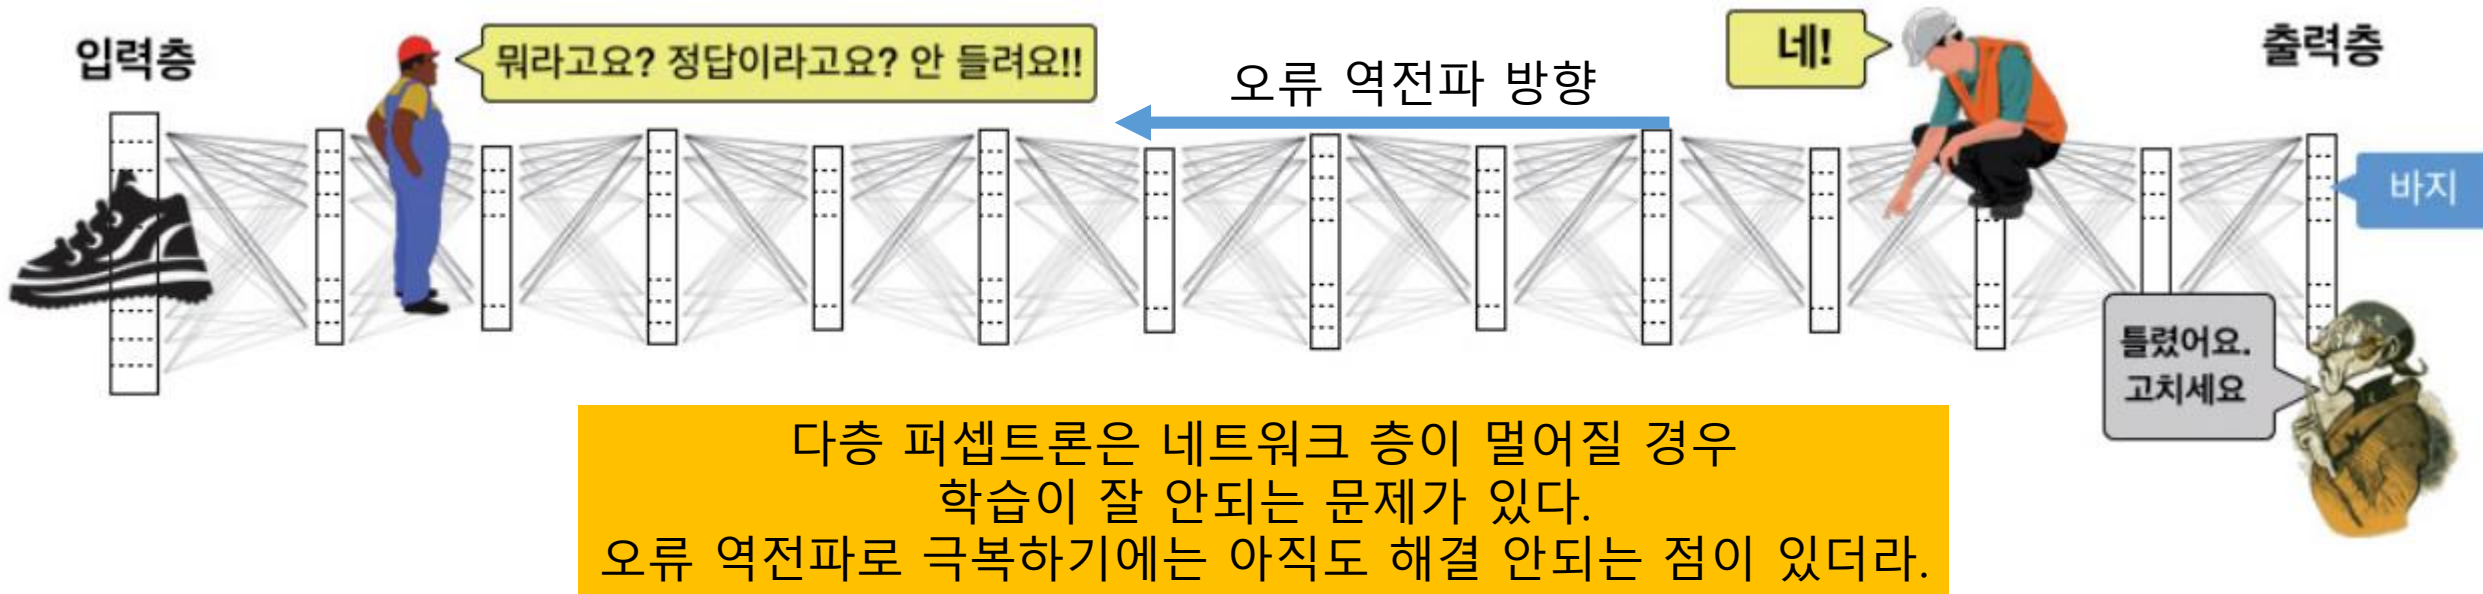 입력층
뭐라고요? 정답이라고요? 안 들려요!!
오류 역전파 방향
네!
출력층
바지
틀렸어요.
고치세요
다층 퍼셉트론은 네트워크 층이 멀어질 경우
학습이 잘 안되는 문제가 있다.
오류 역전파로 극복하기에는 아직도 해결 안되는 점이 있더라.